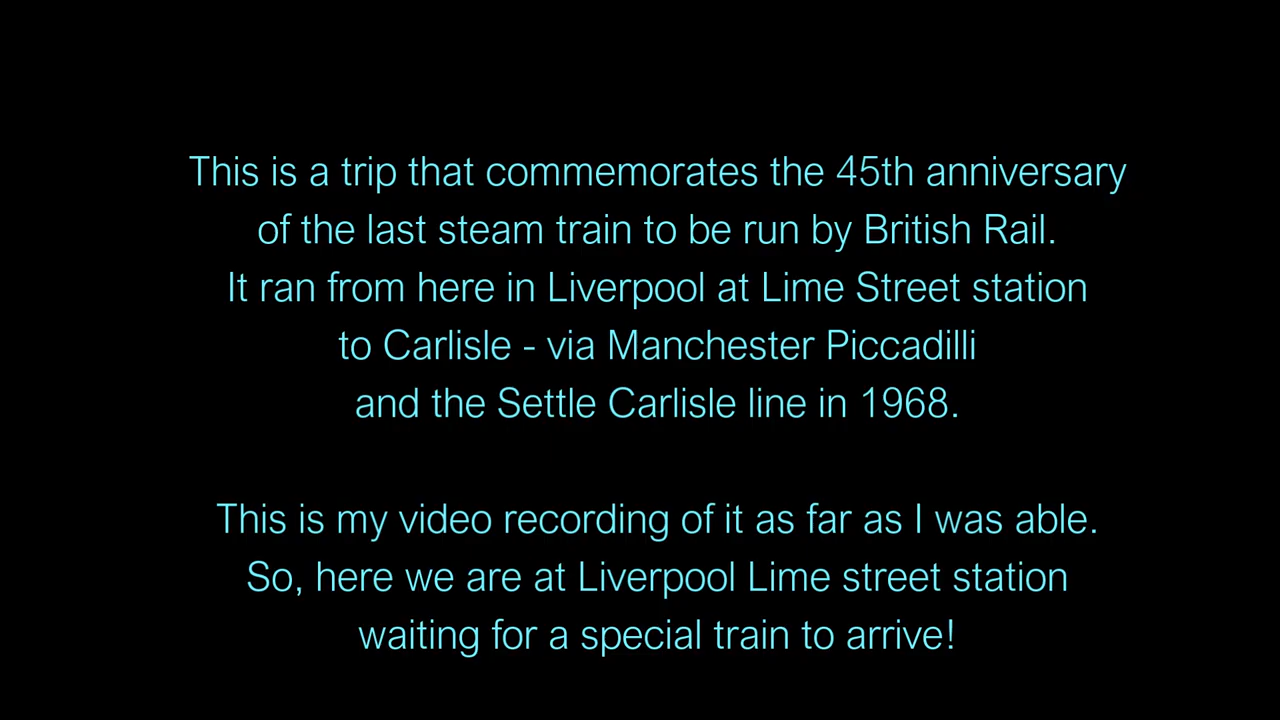 This is a trip that commemorates the 45th anniversary
of the last steam train to be run by British Rail.
It ran from here in Liverpool at Lime Street station
to Carlisle - via Manchester Piccadilli
and the Settle Carlisle line in 1968.
This is my video recording of it as far as I was able.
So, here we are at Liverpool Lime street station
waiting for a special train to arrive!